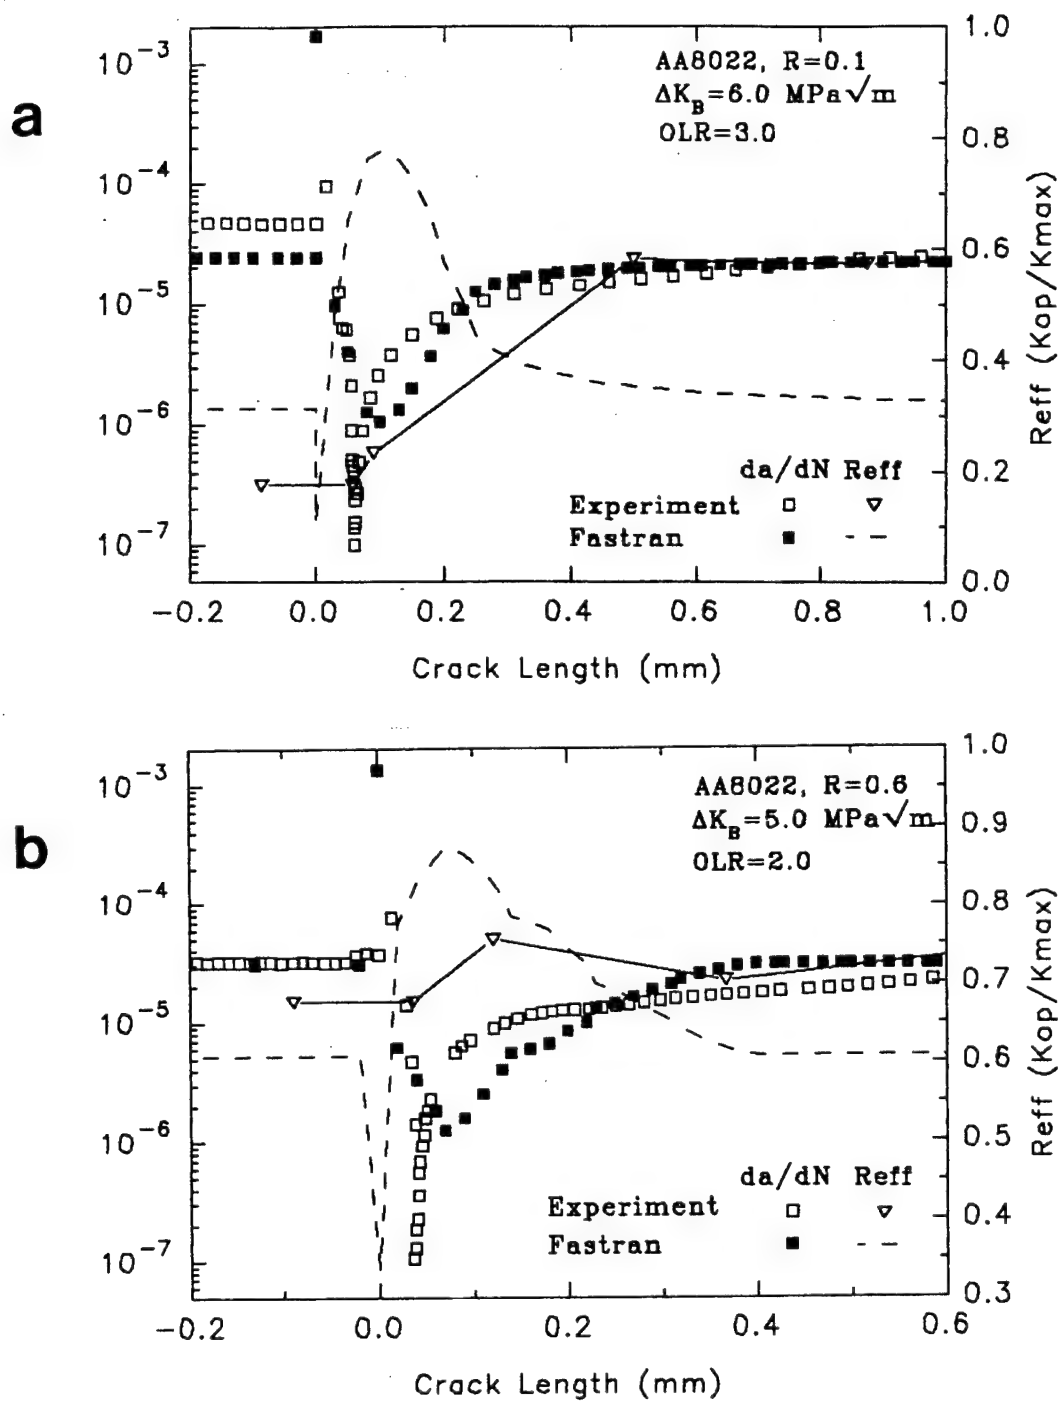 a
AA8022, R=0.1
ΔK_B=6.0 MPa√m
OLR=3.0
10^-3
10^-4
10^-5
10^-6
10^-7
1.0
0.8
0.6
0.4
0.2
0.0
Reff (Kop/Kmax)
da/dN Reff
Experiment
Fastran
-0.2 0.0 0.2 0.4 0.6 0.8 1.0
Crack Length (mm)
b
AA8022, R=0.6
ΔK_B=5.0 MPa√m
OLR=2.0
10^-3
10^-4
10^-5
10^-6
10^-7
1.0
0.9
0.8
0.7
0.6
0.5
0.4
0.3
Reff (Kop/Kmax)
da/dN Reff
Experiment
Fastran
-0.2 0.0 0.2 0.4 0.6
Crack Length (mm)